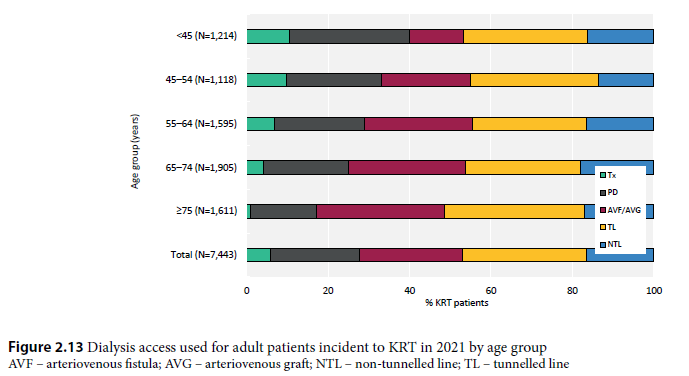 <45 (N=1,214)
45–54 (N=1,118)
55–64 (N=1,595)
65–74 (N=1,905)
≥75 (N=1,611)
Total (N=7,443)
Age group (years)
Tx
PD
AVF/AVG
TL
NTL
0 20 40 60 80 100
% KRT patients
Figure 2.13 Dialysis access used for adult patients incident to KRT in 2021 by age group
AVF – arteriovenous fistula; AVG – arteriovenous graft; NTL – non-tunnelled line; TL – tunnelled line